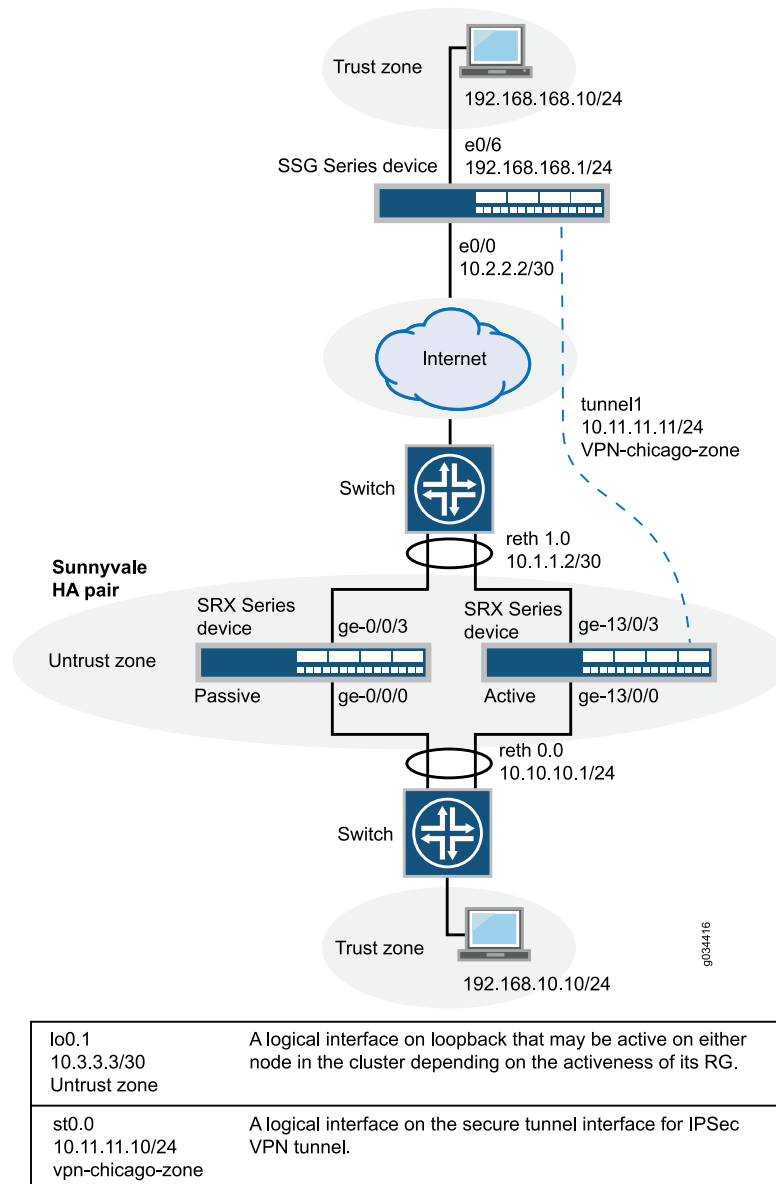 Trust zone
192.168.168.10/24
e0/6
SSG Series device
192.168.168.1/24
e0/0
10.2.2.2/30
Internet
tunnel1
10.11.11.11/24
VPN-chicago-zone
Switch
reth 1.0
10.1.1.2/30
Sunnyvale
HA pair
SRX Series
device
ge-0/0/3
SRX Series
device
ge-13/0/3
Untrust zone
Passive
ge-0/0/0
Active
ge-13/0/0
reth 0.0
10.10.10.1/24
Switch
Trust zone
192.168.10.10/24
g034416
lo0.1
10.3.3.3/30
Untrust zone
A logical interface on loopback that may be active on either
node in the cluster depending on the activeness of its RG.
st0.0
10.11.11.10/24
vpn-chicago-zone
A logical interface on the secure tunnel interface for IPSec
VPN tunnel.